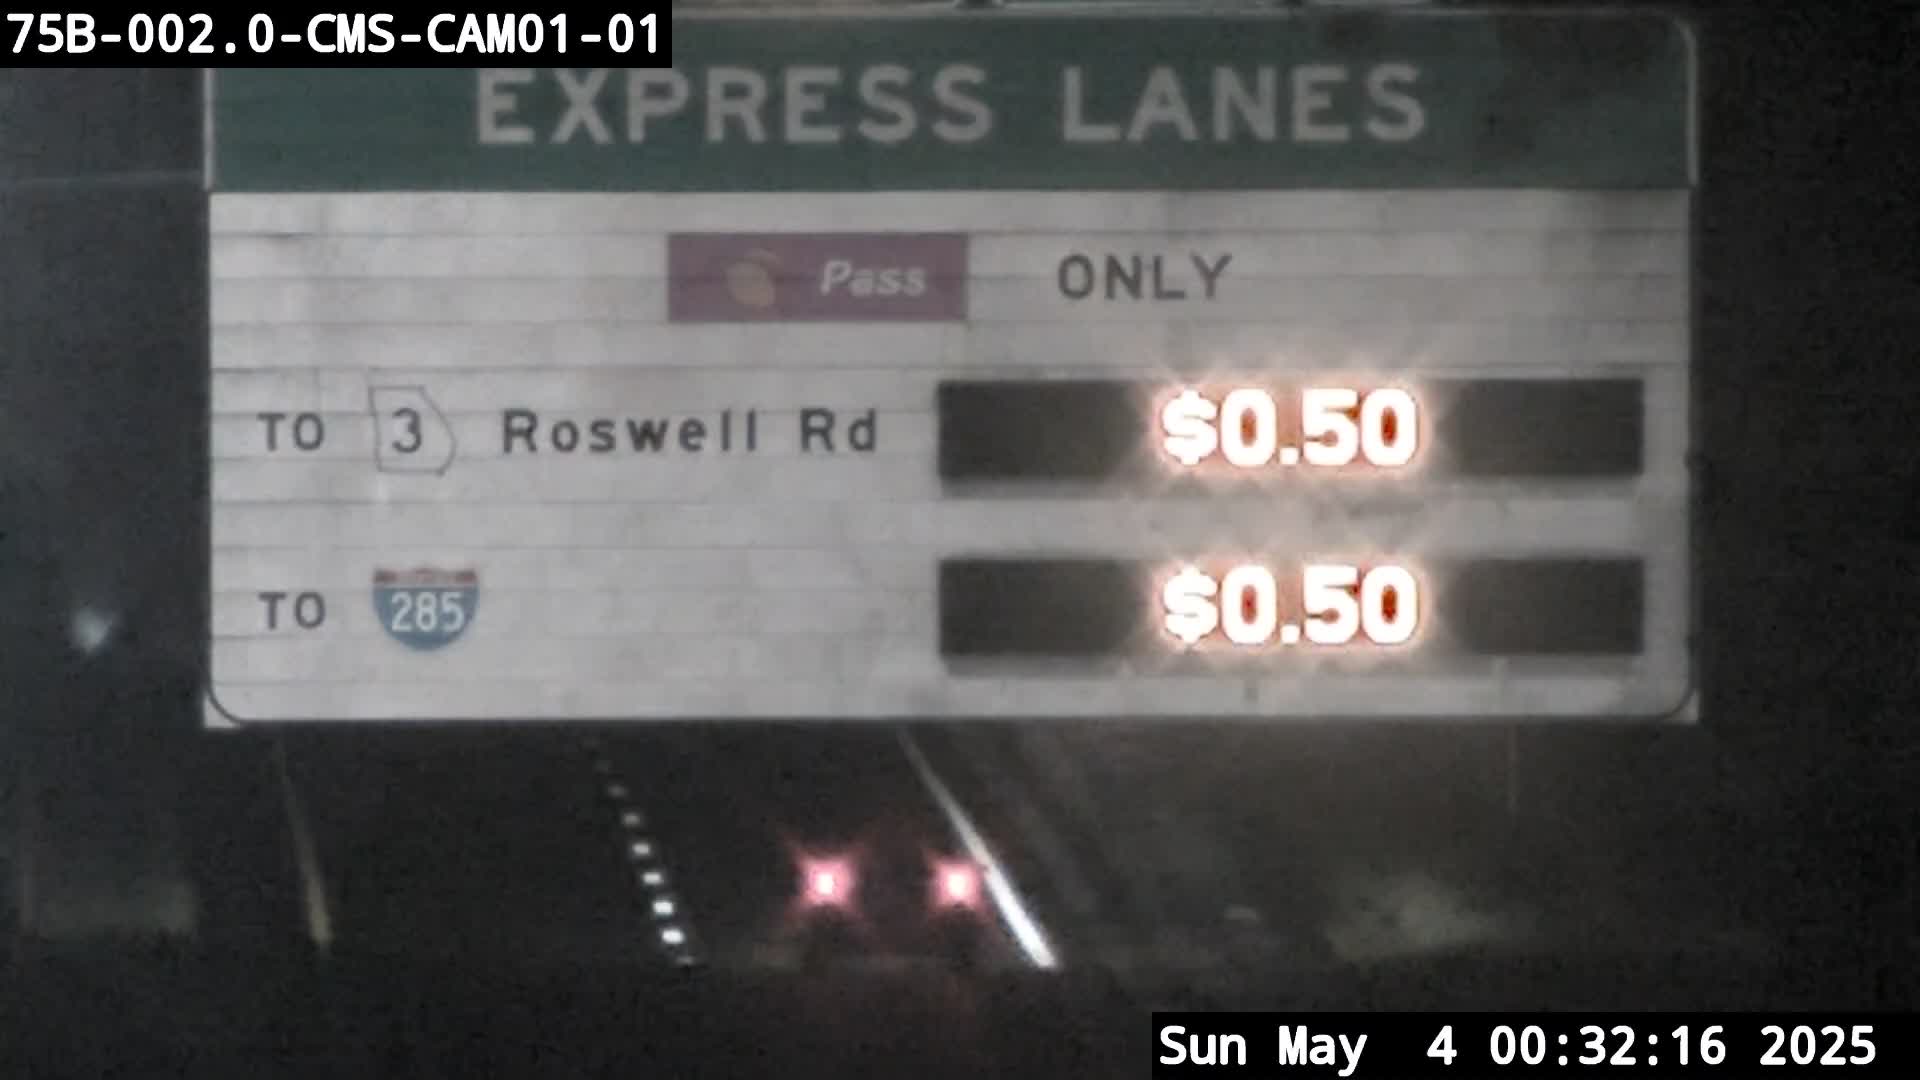 75B-002.0-CMS-CAM01-01
EXPRESS LANES
Pass ONLY
TO 3 Roswell Rd $0.50
TO 285 $0.50
Sun May 4 00:32:16 2025